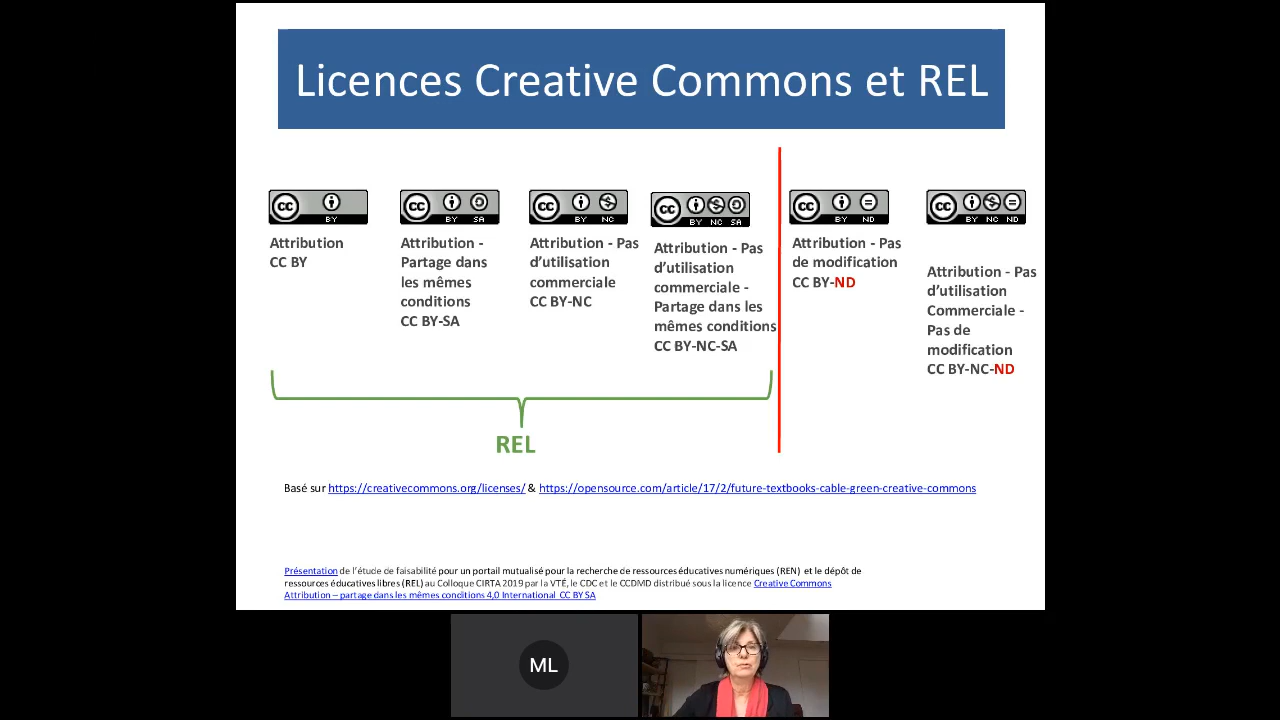 Licences Creative Commons et REL
cc BY
cc BY SA
cc BY NC
cc BY NC SA
cc BY ND
cc BY NC ND
Attribution
CC BY
Attribution -
Partage dans
les mêmes
conditions
CC BY-SA
Attribution - Pas
d’utilisation
commerciale
CC BY-NC
Attribution - Pas
d’utilisation
commerciale -
Partage dans les
mêmes conditions
CC BY-NC-SA
Attribution - Pas
de modification
CC BY-ND
Attribution - Pas
d’utilisation
Commerciale -
Pas de
modification
CC BY-NC-ND
REL
Basé sur https://creativecommons.org/licenses/ & https://opensource.com/article/17/2/future-textbooks-cable-green-creative-commons
Présentation de l’étude de faisabilité pour un portail mutualisé pour la recherche de ressources éducatives numériques (REN) et le dépôt de
ressources éducatives libres (REL) au Colloque CIRTA 2019 par la VTÉ, le CDC et le CCDMD distribué sous la licence Creative Commons
Attribution – partage dans les mêmes conditions 4,0 International CC BY SA
ML